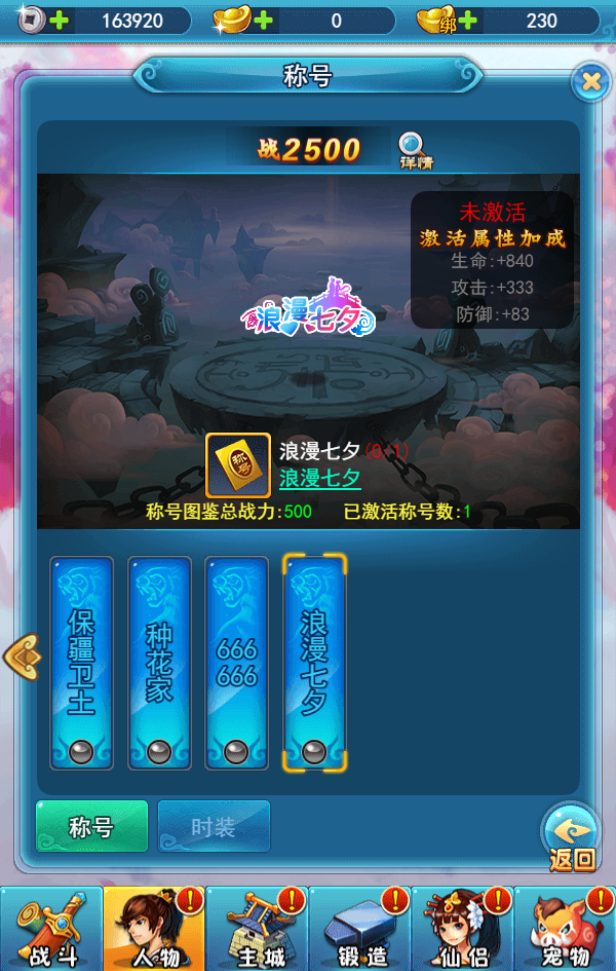 163920
0
绑
230
称号
战2500
详情
未激活
激活属性加成
生命:+840
攻击:+333
防御:+83
浪漫七夕
称号
浪漫七夕(0/1)
浪漫七夕
称号图鉴总战力:500 已激活称号数:1
保疆卫土
种花家
666
666
浪漫七夕
称号
时装
返回
战斗
人物
主城
锻造
仙侣
宠物